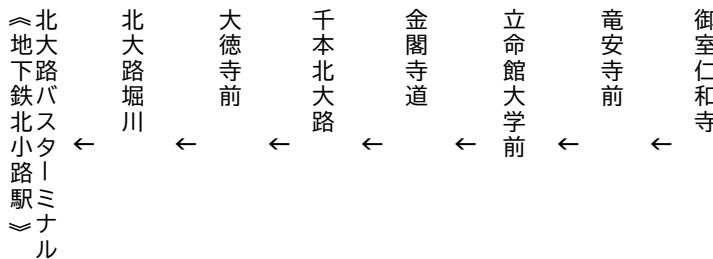 御室仁和寺
←
竜安寺前
←
立命館大学前
←
金閣寺道
←
千本北大路
←
大徳寺前
←
北大路堀川
←
北大路バスターミナル
《地下鉄北小路駅》